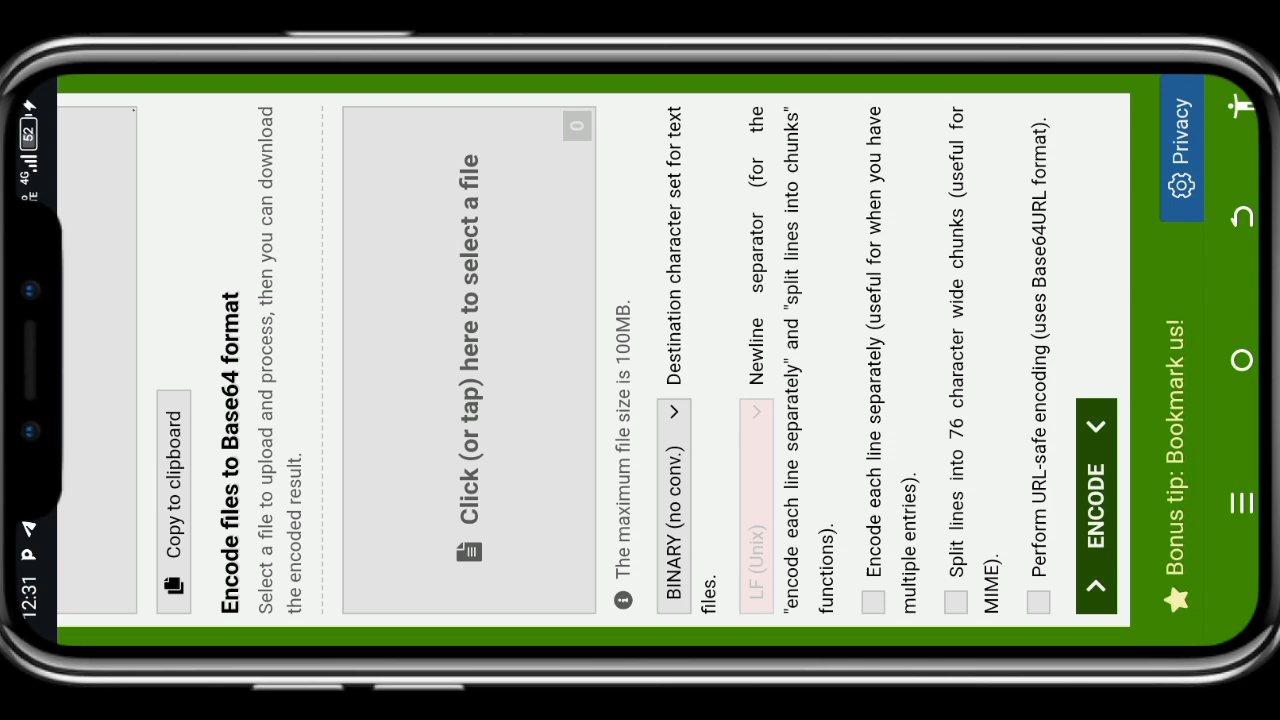 12:31 P 4G 52
Copy to clipboard
Encode files to Base64 format
Select a file to upload and process, then you can download
the encoded result.
Click (or tap) here to select a file
0
The maximum file size is 100MB.
BINARY (no conv.) Destination character set for text
files.
LF (Unix) Newline separator (for the
"encode each line separately" and "split lines into chunks"
functions).
Encode each line separately (useful for when you have
multiple entries).
Split lines into 76 character wide chunks (useful for
MIME).
Perform URL-safe encoding (uses Base64URL format).
> ENCODE <
Bonus tip: Bookmark us!
Privacy